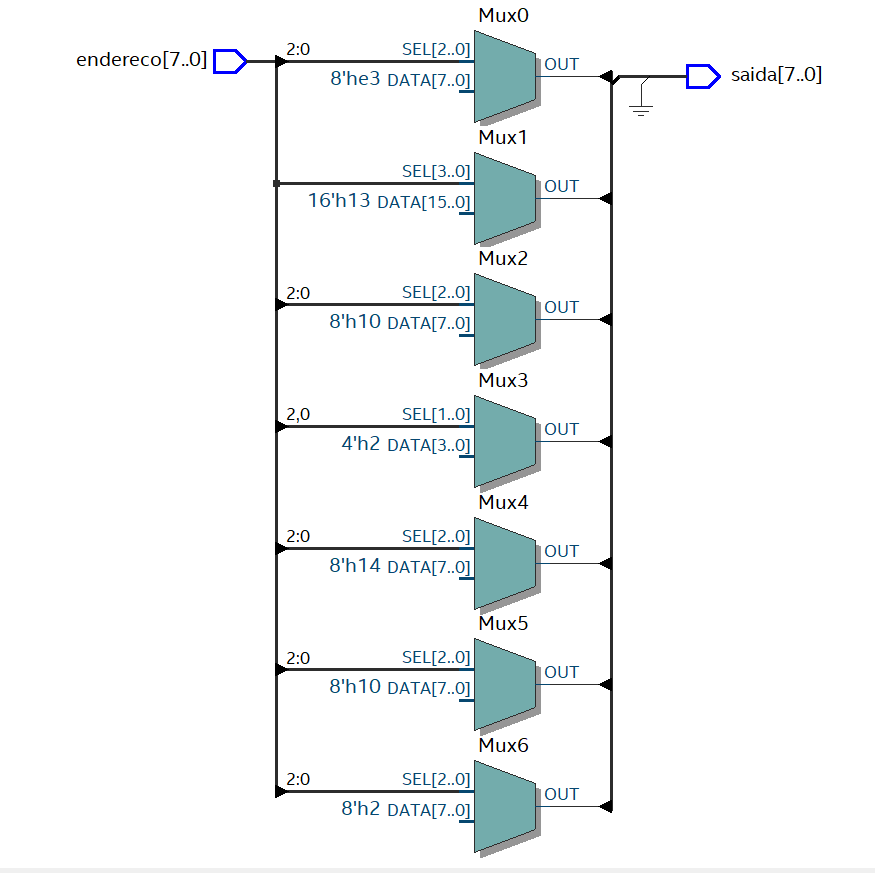 Mux0
endereco[7..0]
2:0
SEL[2..0]
8'he3 DATA[7..0]
OUT
saida[7..0]
Mux1
SEL[3..0]
16'h13 DATA[15..0]
OUT
Mux2
2:0
SEL[2..0]
8'h10 DATA[7..0]
OUT
Mux3
2,0
SEL[1..0]
4'h2 DATA[3..0]
OUT
Mux4
2:0
SEL[2..0]
8'h14 DATA[7..0]
OUT
Mux5
2:0
SEL[2..0]
8'h10 DATA[7..0]
OUT
Mux6
2:0
SEL[2..0]
8'h2 DATA[7..0]
OUT